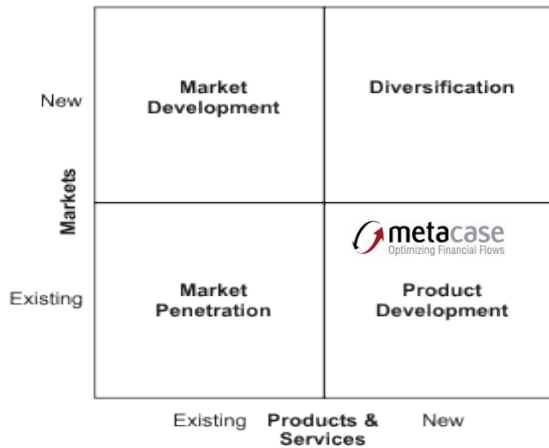 Market
Development
Diversification
New
Markets
metacase
Optimizing Financial Flows
Existing
Market
Penetration
Product
Development
Existing
Products &
Services
New